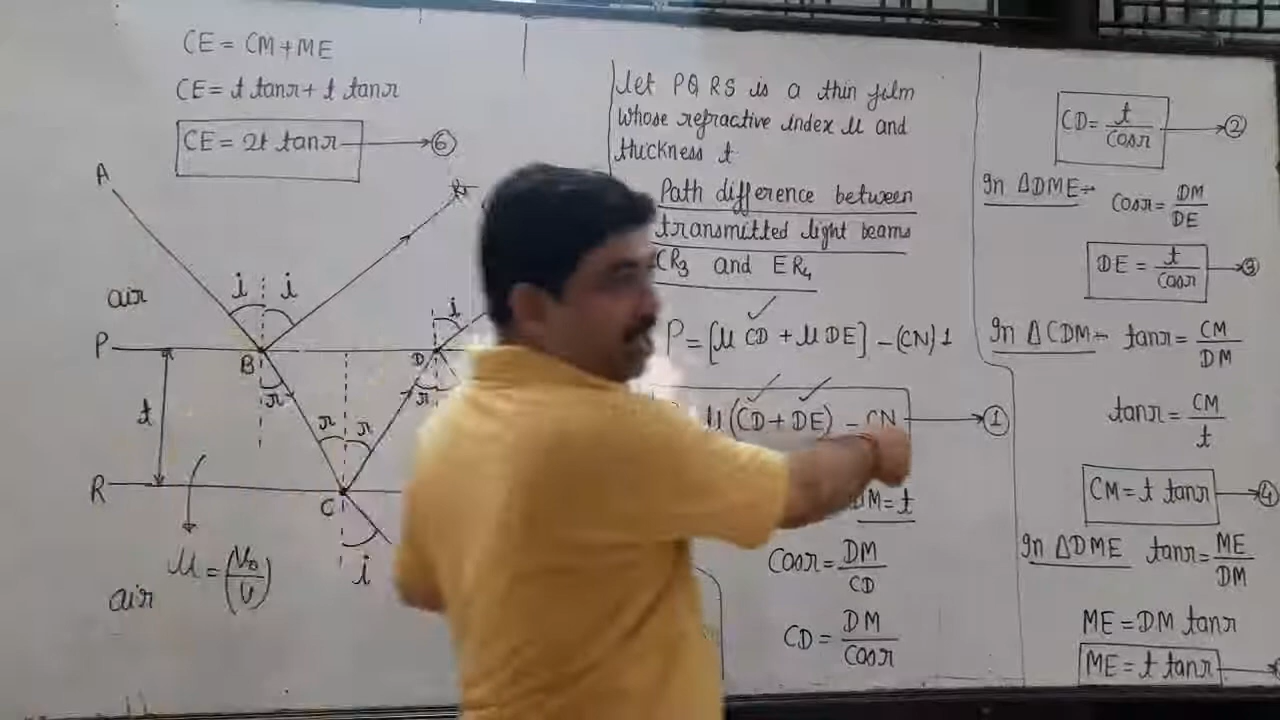 CE = CM + ME
CE = t tanr + t tanr
CE = 2t tanr → ⑥
A
i
i
air
P
B
D
i
r
r
r
r
t
R
C
i
μ = (V₀/V)
air
let PQRS is a thin film
whose refractive index μ and
thickness t
Path difference between
transmitted light beams
CR₃ and ER₄
P = [μ CD + μ DE] - (CN) 1
μ(CD + DE) - CN → ①
DM = t
Cosr = DM/CD
CD = DM/Cosr
CD = t/Cosr → ②
In ΔDME - Cosr = DM/DE
DE = t/Cosr → ③
In ΔCDM - tanr = CM/DM
tanr = CM/t
CM = t tanr → ④
In ΔDME tanr = ME/DM
ME = DM tanr
ME = t tanr →